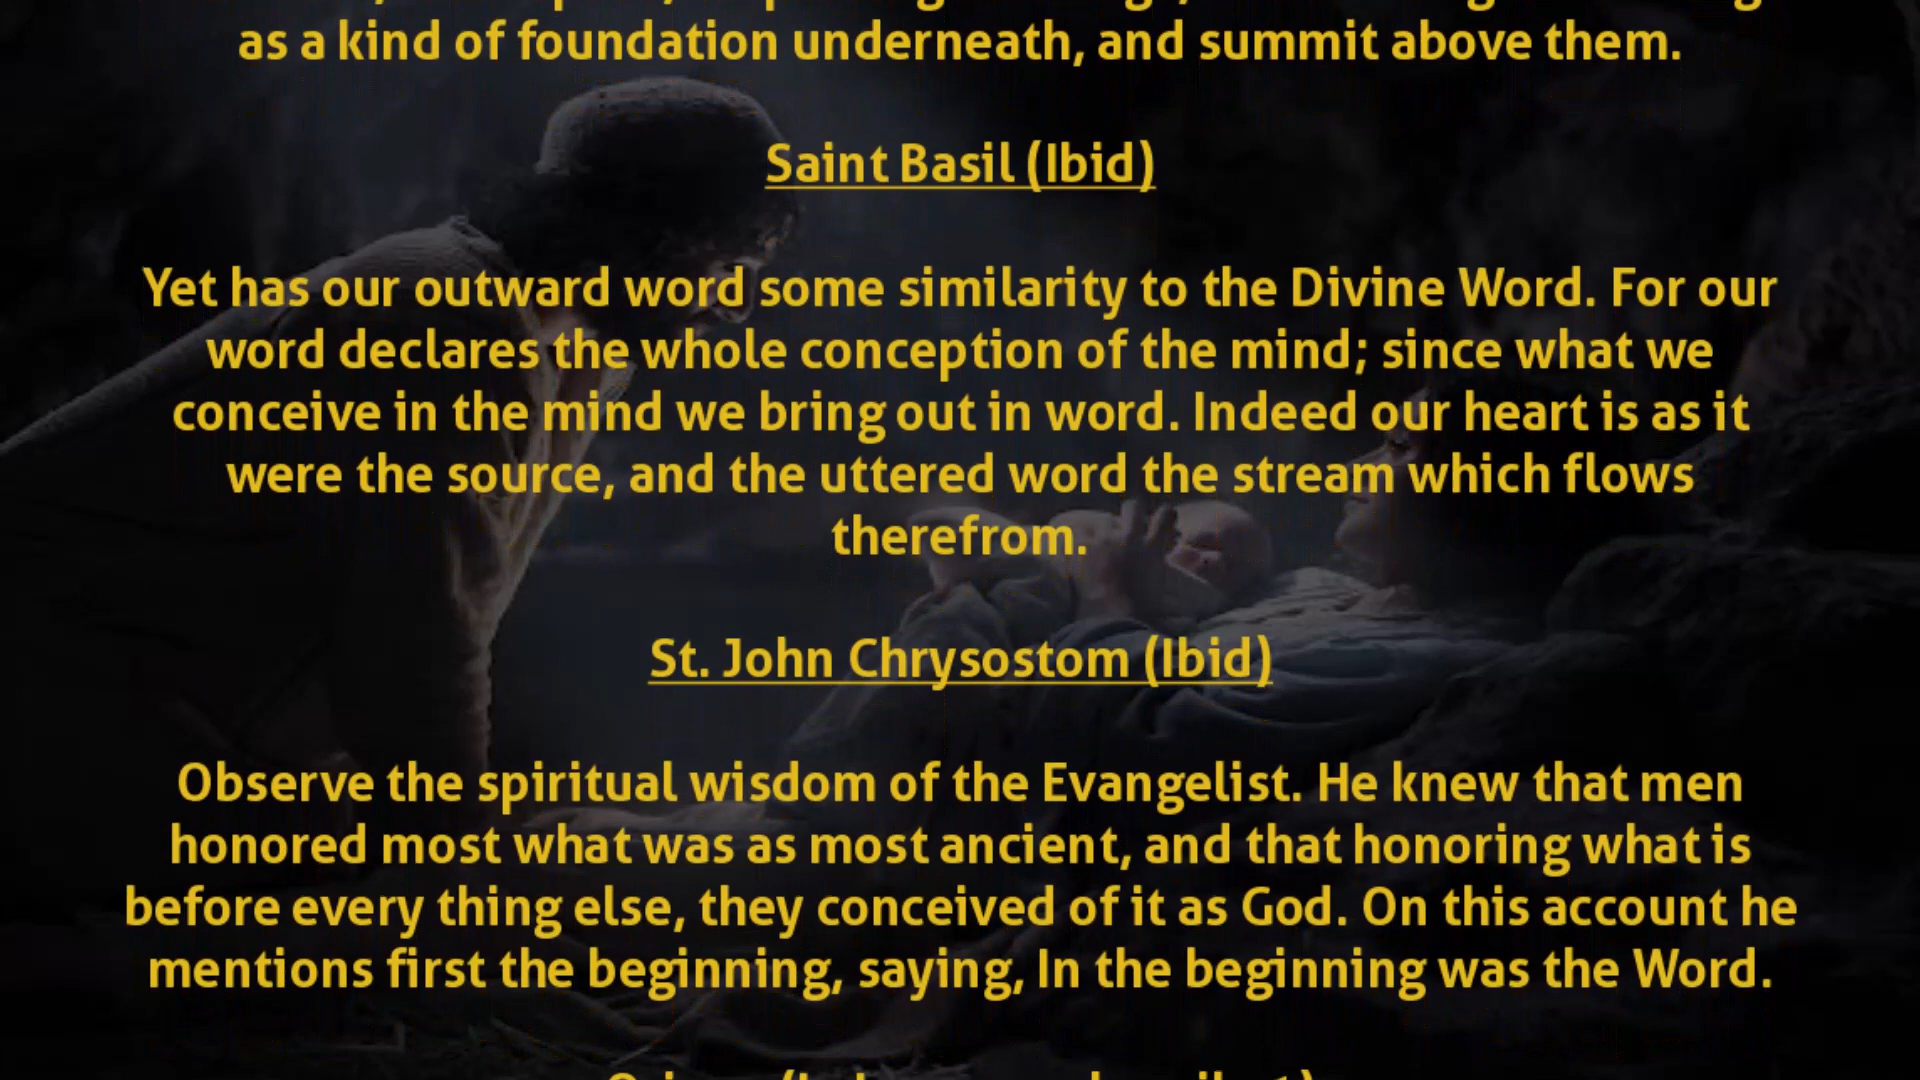 as a kind of foundation underneath, and summit above them.
Saint Basil (Ibid)
Yet has our outward word some similarity to the Divine Word. For our
word declares the whole conception of the mind; since what we
conceive in the mind we bring out in word. Indeed our heart is as it
were the source, and the uttered word the stream which flows
therefrom.
St. John Chrysostom (Ibid)
Observe the spiritual wisdom of the Evangelist. He knew that men
honored most what was as most ancient, and that honoring what is
before every thing else, they conceived of it as God. On this account he
mentions first the beginning, saying, In the beginning was the Word.